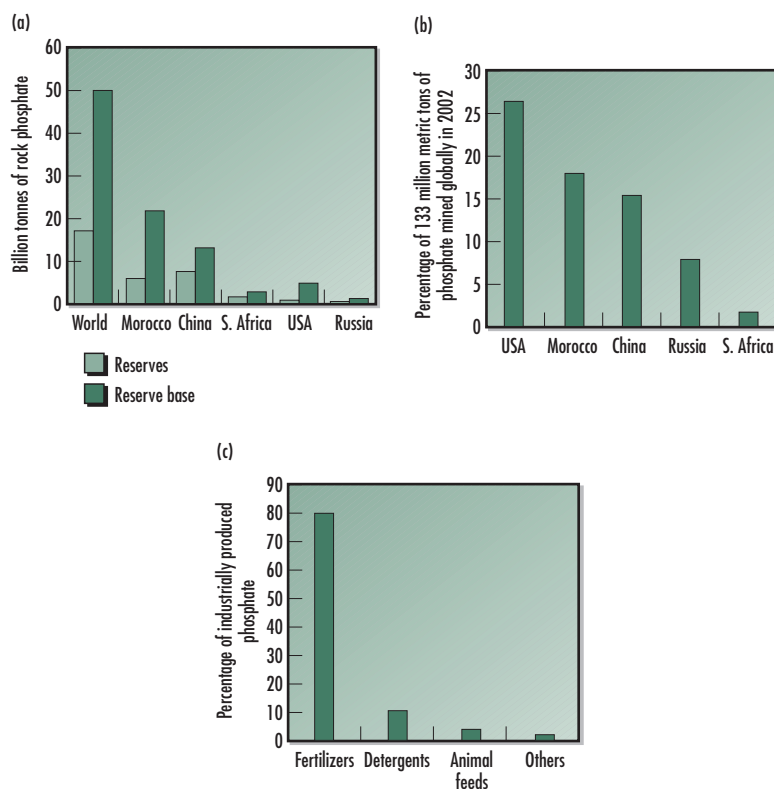 (a)
Billion tonnes of rock phosphate
60
50
40
30
20
10
0
World Morocco China S. Africa USA Russia
Reserves
Reserve base
(b)
Percentage of 133 million metric tons of
phosphate mined globally in 2002
30
25
20
15
10
5
0
USA Morocco China Russia S. Africa
(c)
Percentage of industrially produced
phosphate
90
80
70
60
50
40
30
20
10
0
Fertilizers Detergents Animal Others
feeds